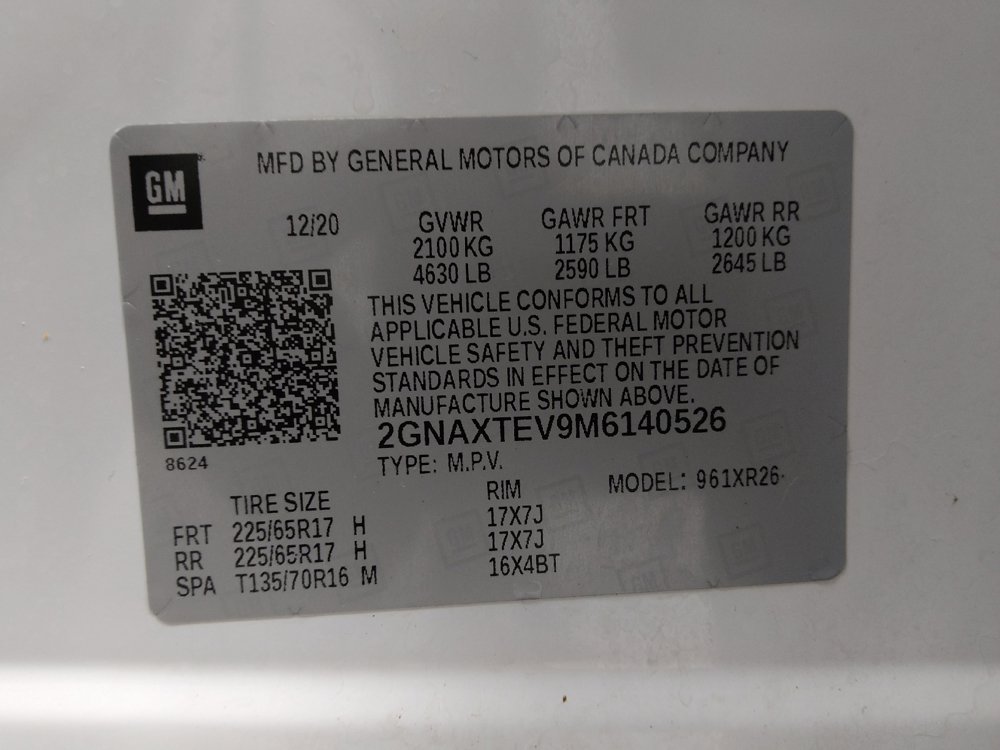 GM
MFD BY GENERAL MOTORS OF CANADA COMPANY
12/20 GVWR GAWR FRT GAWR RR
2100 KG 1175 KG 1200 KG
4630 LB 2590 LB 2645 LB
THIS VEHICLE CONFORMS TO ALL
APPLICABLE U.S. FEDERAL MOTOR
VEHICLE SAFETY AND THEFT PREVENTION
STANDARDS IN EFFECT ON THE DATE OF
MANUFACTURE SHOWN ABOVE.
2GNAXTEV9M6140526
8624
TYPE: M.P.V. MODEL: 961XR26
TIRE SIZE RIM
FRT 225/65R17 H 17X7J
RR 225/65R17 H 17X7J
SPA T135/70R16 M 16X4BT